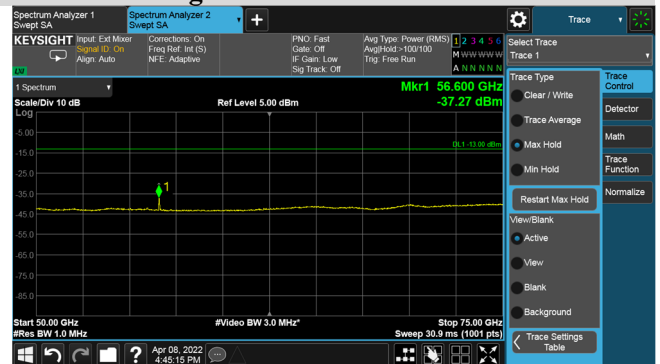 Spectrum Analyzer 1
Swept SA
Spectrum Analyzer 2
Swept SA
Trace
KEYSIGHT
Input: Ext Mixer
Signal ID: On
Align: Auto
Corrections: On
Freq Ref: Int (S)
NFE: Adaptive
PNO: Fast
Gate: Off
IF Gain: Low
Sig Track: Off
Avg Type: Power (RMS)
Avg|Hold:>100/100
Trig: Free Run
1 2 3 4 5 6
M W W W W W
A N N N N N
1 Spectrum
Scale/Div 10 dB
Log
Ref Level 5.00 dBm
Mkr1 56.600 GHz
-37.27 dBm
DL1 -13.00 dBm
-5.00
-15.0
-25.0
-35.0
-45.0
-55.0
-65.0
-75.0
-85.0
1
Start 50.00 GHz
#Res BW 1.0 MHz
#Video BW 3.0 MHz*
Stop 75.00 GHz
Sweep 30.9 ms (1001 pts)
Apr 08, 2022
4:45:15 PM
Select Trace
Trace 1
Trace Type
Clear / Write
Trace Average
Max Hold
Min Hold
Restart Max Hold
View/Blank
Active
View
Blank
Background
Trace Settings
Table
Trace
Control
Detector
Math
Trace
Function
Normalize